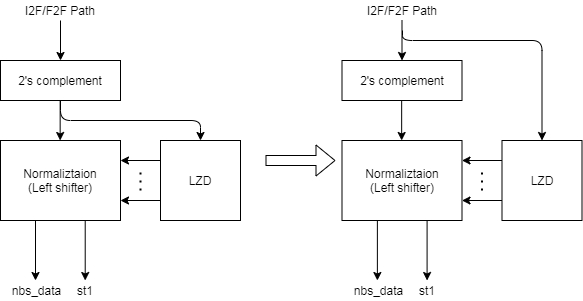 I2F/F2F Path
2's complement
Normaliztaion
(Left shifter)
LZD
nbs_data
st1
I2F/F2F Path
2's complement
Normaliztaion
(Left shifter)
LZD
nbs_data
st1